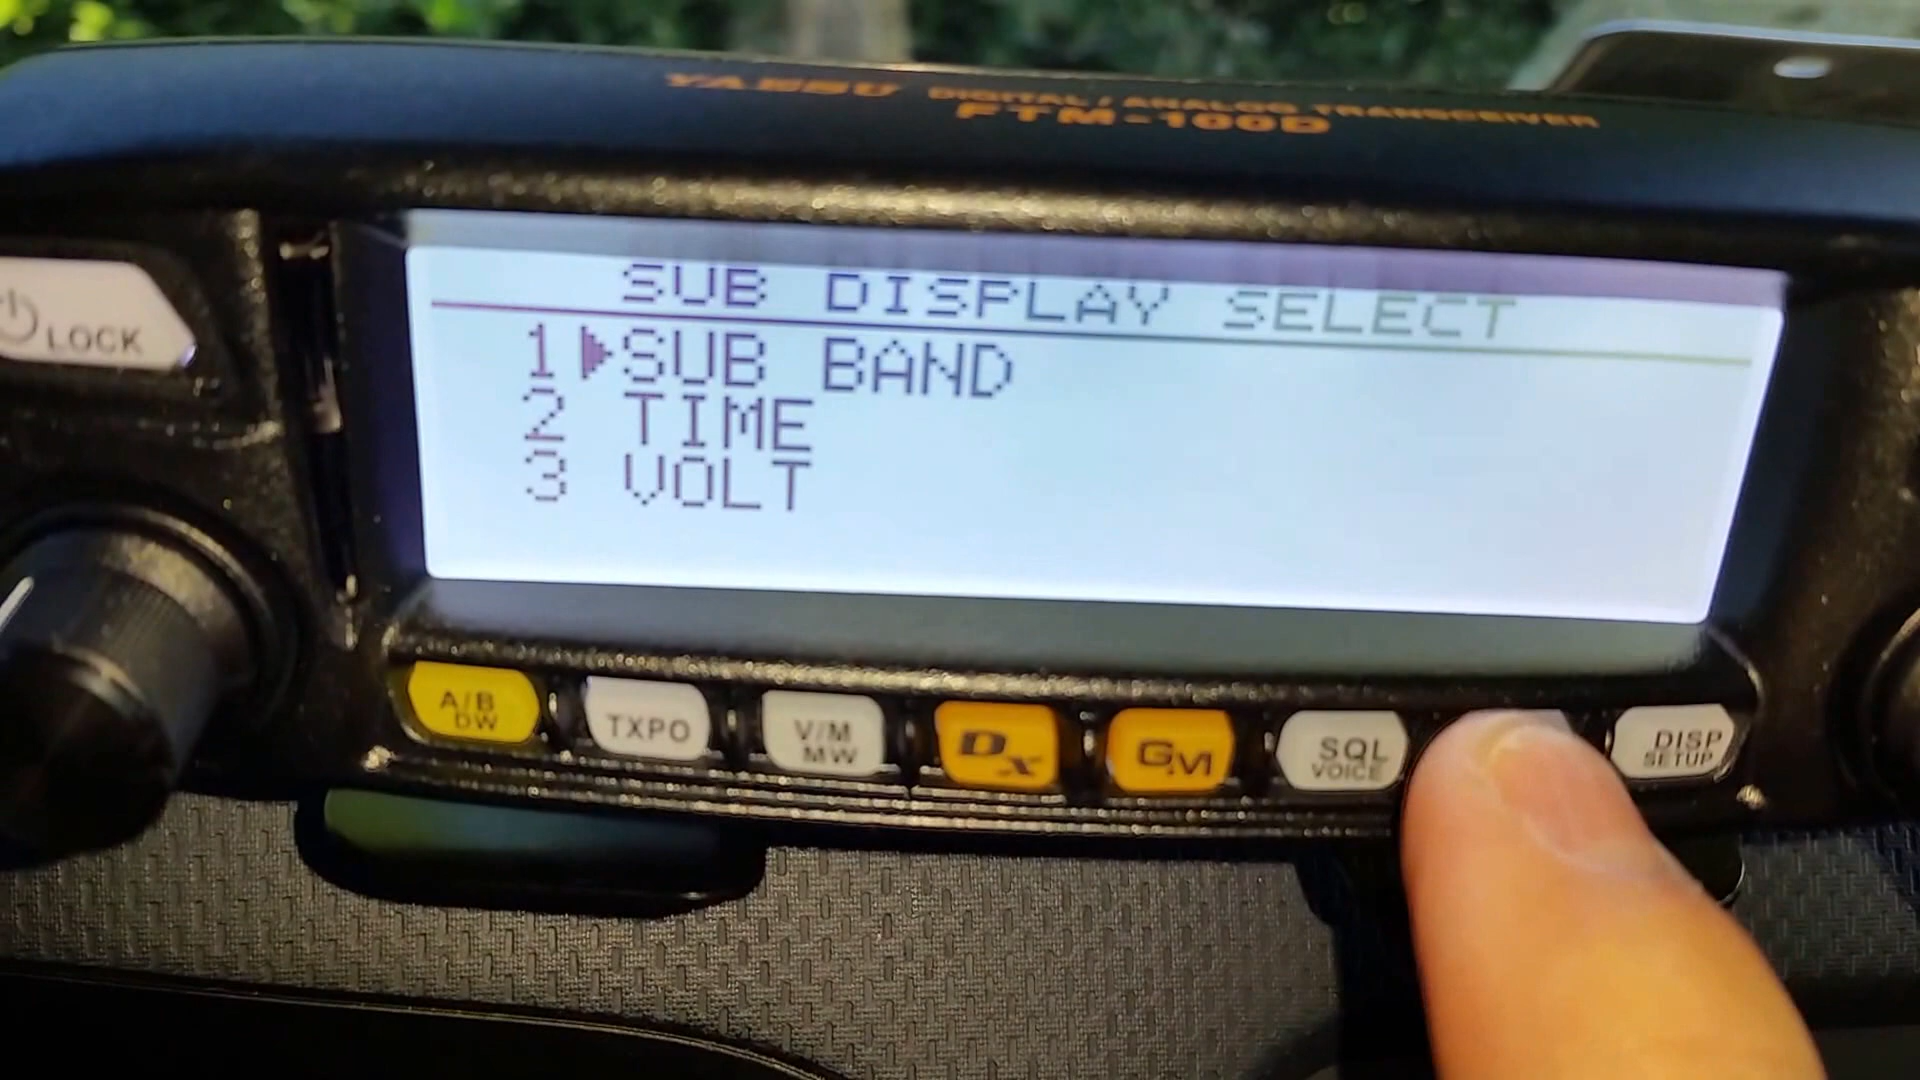 YAESU DIGITAL / ANALOG TRANSCEIVER
FTM-100D
LOCK
SUB DISPLAY SELECT
1 ▶SUB BAND
2 TIME
3 VOLT
A/B
DW
TXPO
V/M
MW
DX
GM
SQL
VOICE
DISP
SETUP